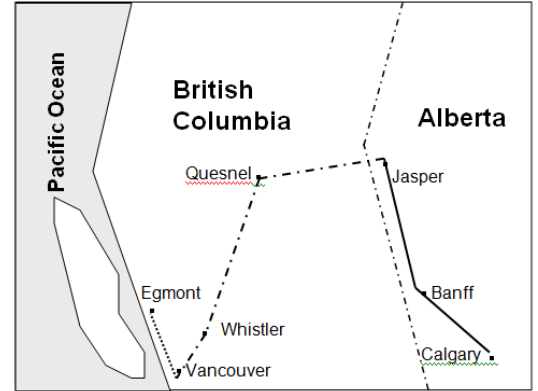 Pacific Ocean
British
Columbia
Alberta
Quesnel
Jasper
Egmont
Banff
Whistler
Calgary
Vancouver